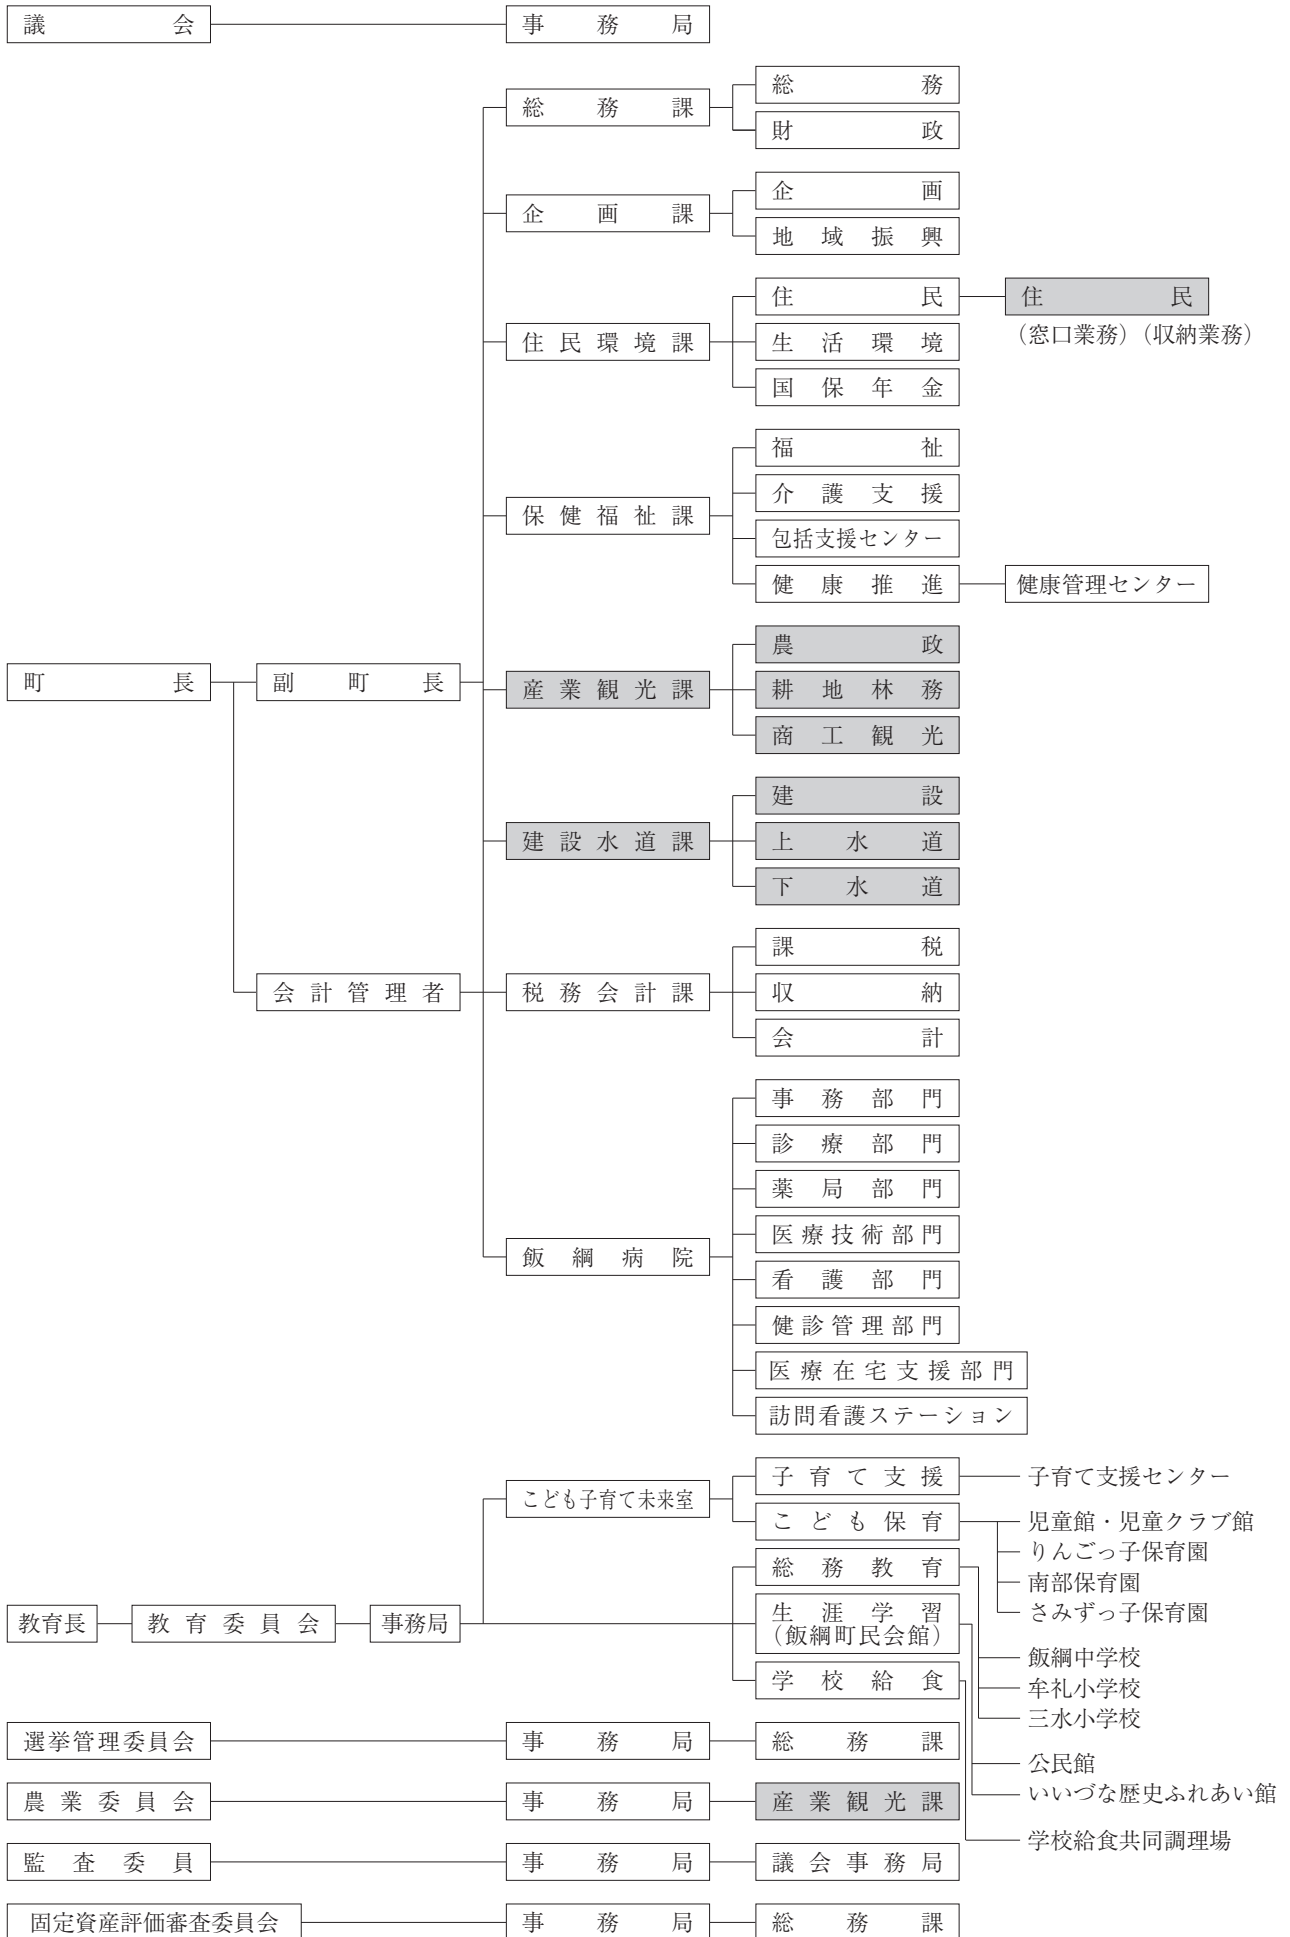 議会 事務局
総務課 総務
財政
企画課 企画
地域振興
住民環境課 住民 住民
(窓口業務)(収納業務)
生活環境
国保年金
保健福祉課 福祉
介護支援
包括支援センター
健康推進 健康管理センター
町長 副町長 産業観光課 農政
耕地林務
商工観光
建設水道課 建設
上水道
下水道
会計管理者 税務会計課 課税
収納
会計
飯綱病院 事務部門
診療部門
薬局部門
医療技術部門
看護部門
健診管理部門
医療在宅支援部門
訪問看護ステーション
教育長 教育委員会 事務局
こども子育て未来室 子育て支援 子育て支援センター
こども保育 児童館・児童クラブ館
りんごっ子保育園
南部保育園
さみずっ子保育園
総務教育 飯綱中学校
牟礼小学校
三水小学校
生涯学習
(飯綱町民会館)
公民館
いいづな歴史ふれあい館
学校給食 学校給食共同調理場
選挙管理委員会 事務局 総務課
農業委員会 事務局 産業観光課
監査委員 事務局 議会事務局
固定資産評価審査委員会 事務局 総務課